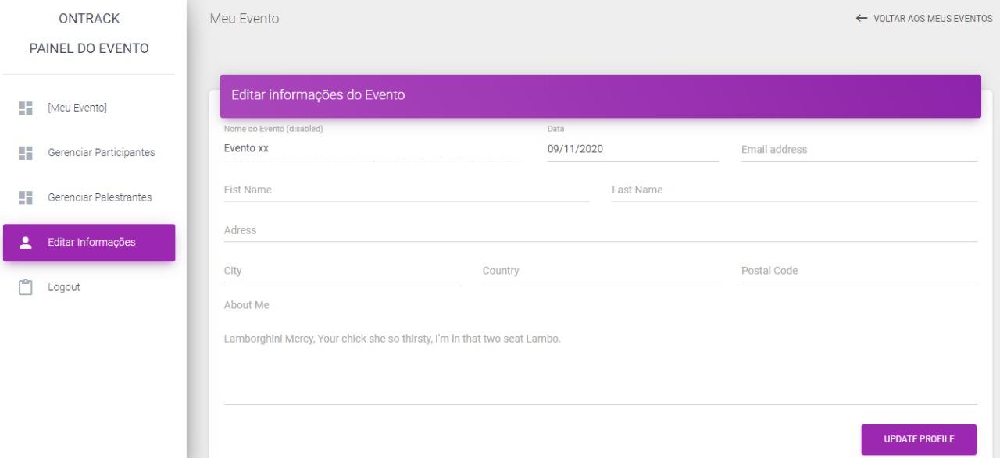 ONTRACK
PAINEL DO EVENTO
[Meu Evento]
Gerenciar Participantes
Gerenciar Palestrantes
Editar Informações
Logout
Meu Evento
VOLTAR AOS MEUS EVENTOS
Editar informações do Evento
Nome do Evento (disabled)
Evento xx
Data
09/11/2020
Email address
Fist Name
Last Name
Adress
City
Country
Postal Code
About Me
Lamborghini Mercy, Your chick she so thirsty, I'm in that two seat Lambo.
UPDATE PROFILE